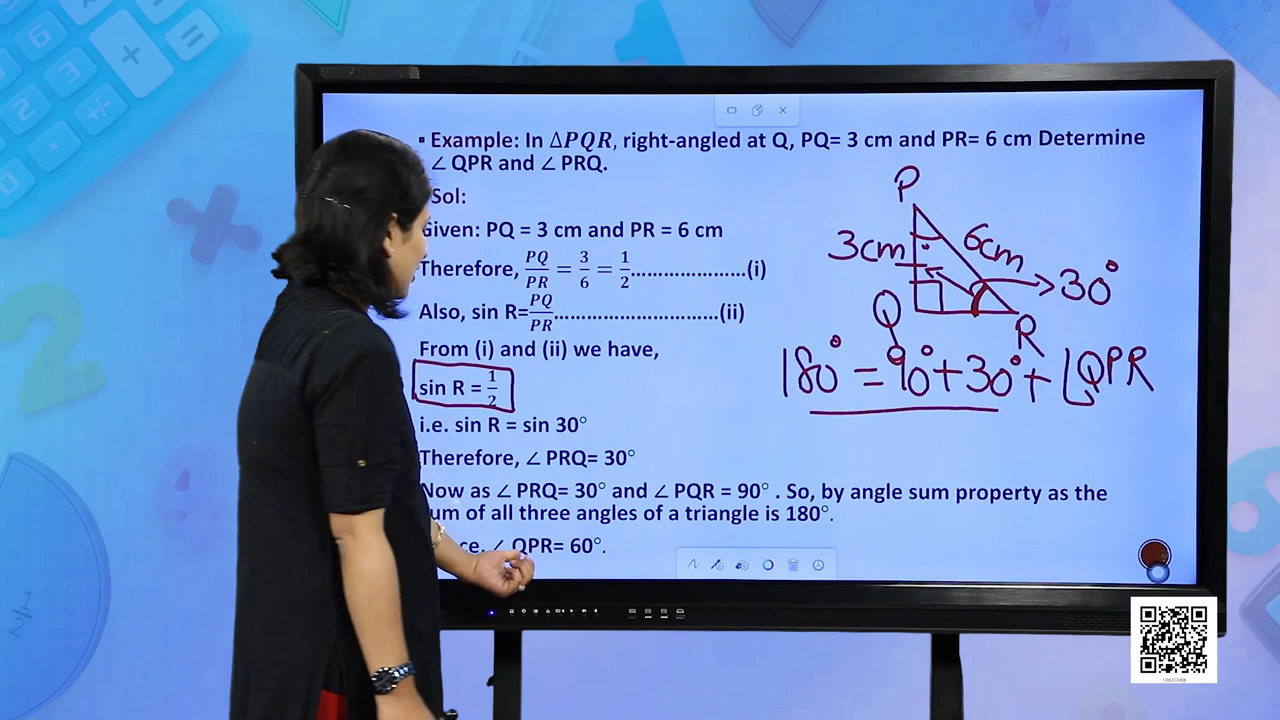 ▪ Example: In ΔPQR, right-angled at Q, PQ= 3 cm and PR= 6 cm Determine
∠ QPR and ∠ PRQ.
Sol:
Given: PQ = 3 cm and PR = 6 cm
Therefore, PQ/PR = 3/6 = 1/2.....................(i)
Also, sin R= PQ/PR..............................(ii)
From (i) and (ii) we have,
sin R = 1/2
i.e. sin R = sin 30°
Therefore, ∠ PRQ= 30°
Now as ∠ PRQ= 30° and ∠ PQR = 90° . So, by angle sum property as the
um of all three angles of a triangle is 180°.
ce, ∠ QPR= 60°.
P
3cm
6cm
30°
Q
R
180° = 90° + 30° + ∠QPR